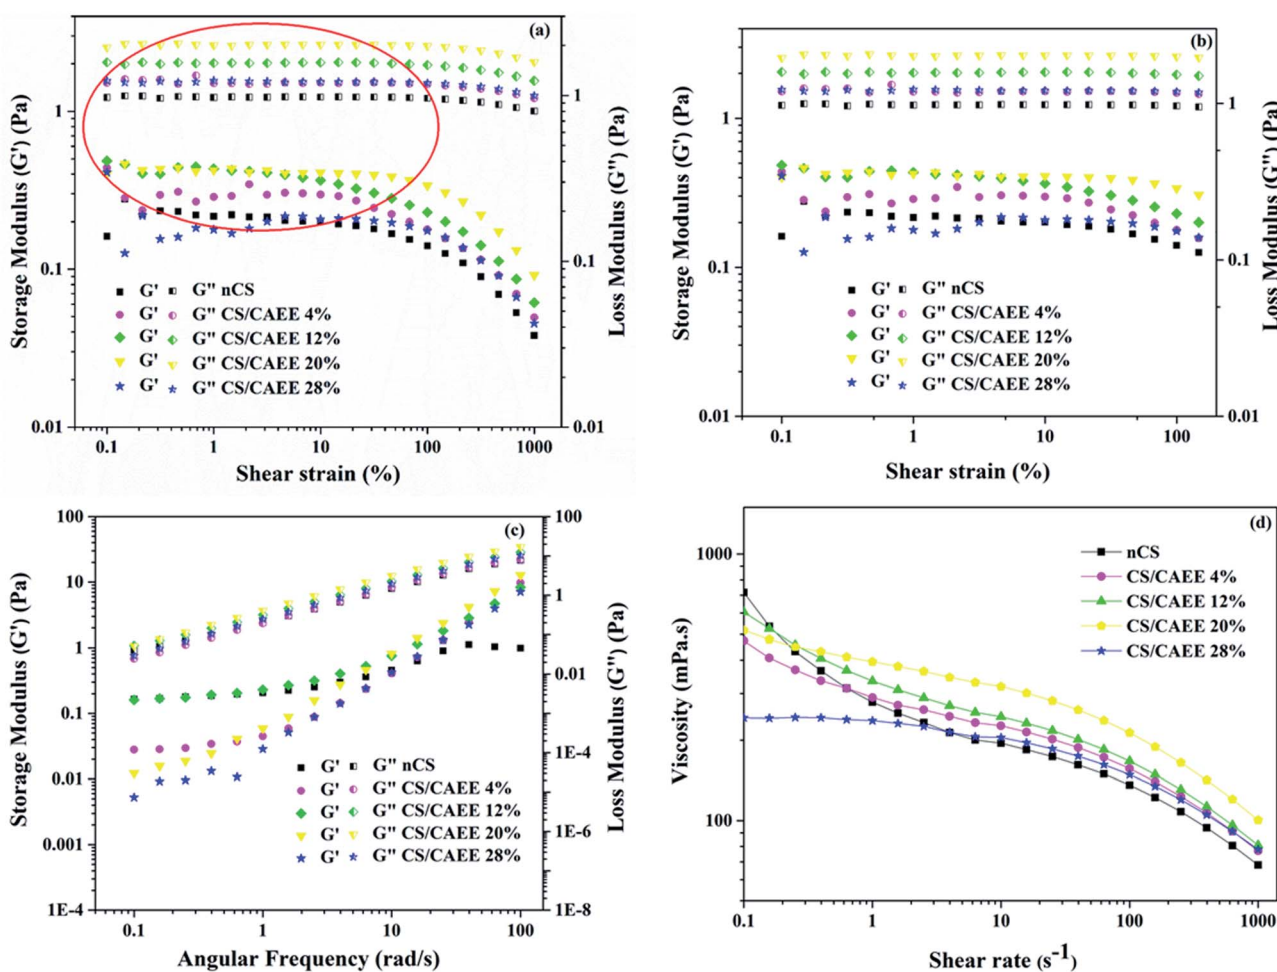 (a)
Storage Modulus (G') (Pa)
1
0.1
0.01
Loss Modulus (G'') (Pa)
1
0.1
0.01
G' G'' nCS
G' G'' CS/CAEE 4%
G' G'' CS/CAEE 12%
G' G'' CS/CAEE 20%
G' G'' CS/CAEE 28%
0.1 1 10 100 1000
Shear strain (%)
(b)
Storage Modulus (G') (Pa)
1
0.1
0.01
Loss Modulus (G'') (Pa)
1
0.1
0.01
G' G'' nCS
G' G'' CS/CAEE 4%
G' G'' CS/CAEE 12%
G' G'' CS/CAEE 20%
G' G'' CS/CAEE 28%
0.1 1 10 100
Shear strain (%)
(c)
Storage Modulus (G') (Pa)
100
10
1
0.1
0.01
0.001
1E-4
Loss Modulus (G'') (Pa)
100
1
0.01
1E-4
1E-6
1E-8
G' G'' nCS
G' G'' CS/CAEE 4%
G' G'' CS/CAEE 12%
G' G'' CS/CAEE 20%
G' G'' CS/CAEE 28%
0.1 1 10 100
Angular Frequency (rad/s)
(d)
Viscosity (mPa.s)
1000
100
nCS
CS/CAEE 4%
CS/CAEE 12%
CS/CAEE 20%
CS/CAEE 28%
0.1 1 10 100 1000
Shear rate (s⁻¹)